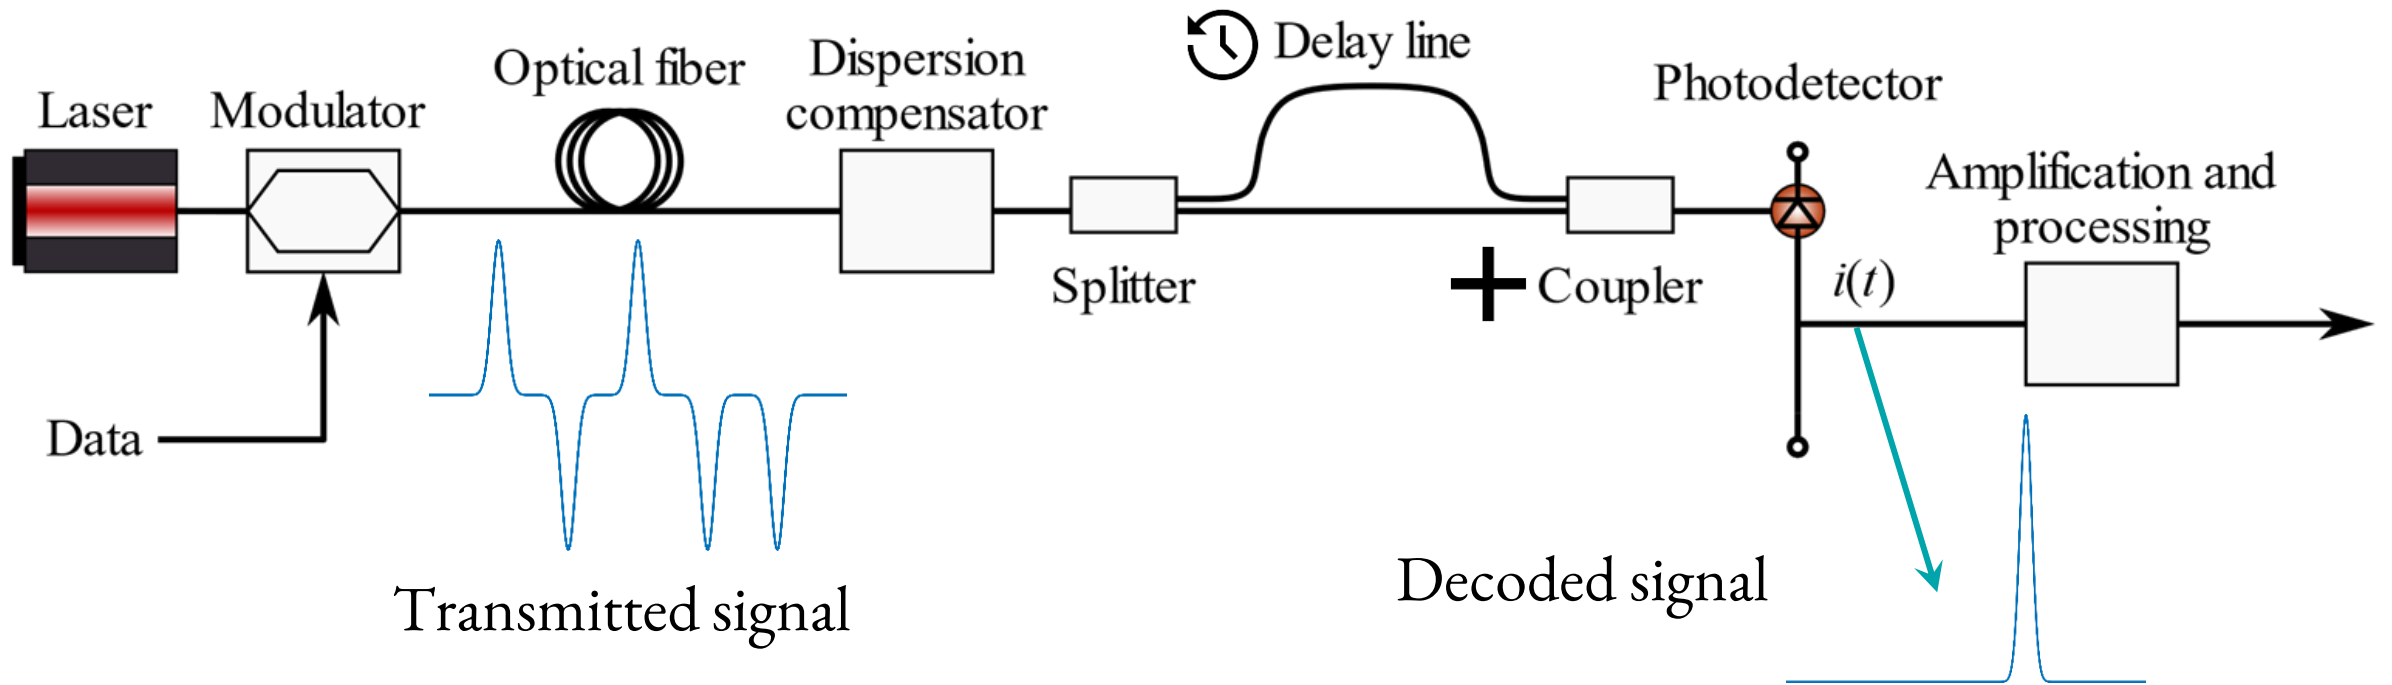 Laser
Modulator
Optical fiber
Dispersion
compensator
Delay line
Photodetector
Amplification and
processing
Splitter
Coupler
i(t)
Data
Transmitted signal
Decoded signal